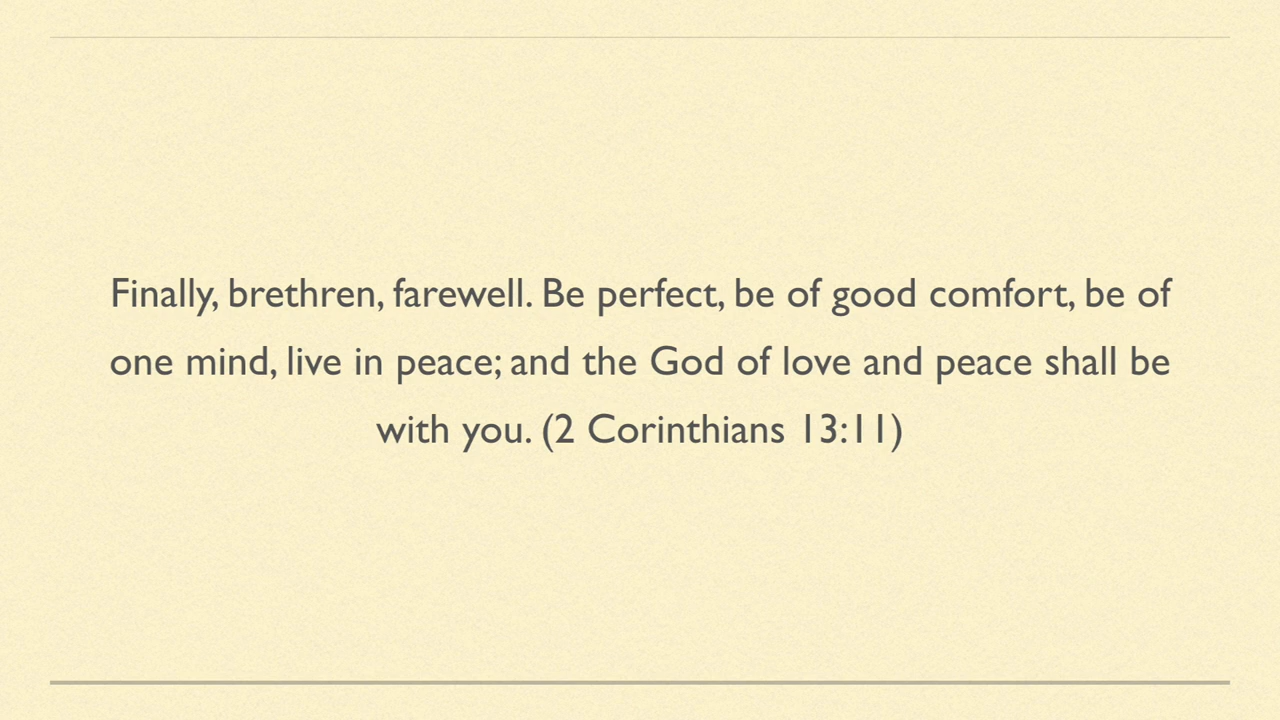 Finally, brethren, farewell. Be perfect, be of good comfort, be of
one mind, live in peace; and the God of love and peace shall be
with you. (2 Corinthians 13:11)